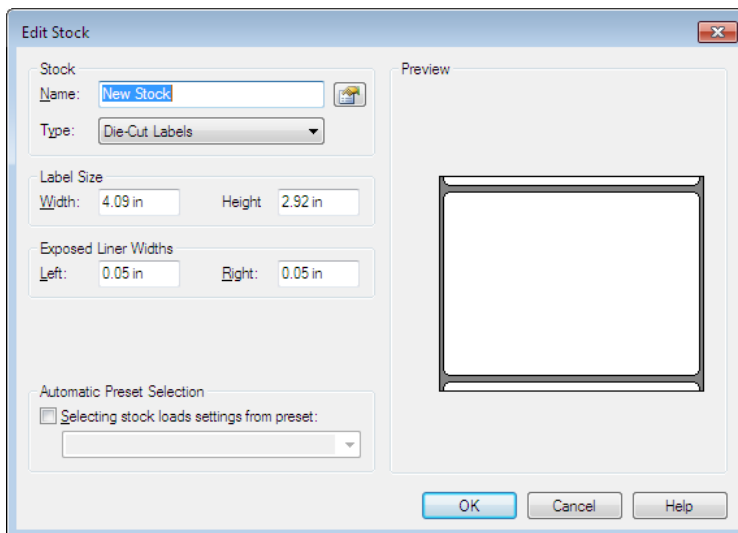 Edit Stock
Stock
Name: New Stock
Type: Die-Cut Labels
Label Size
Width: 4.09 in Height 2.92 in
Exposed Liner Widths
Left: 0.05 in Right: 0.05 in
Automatic Preset Selection
Selecting stock loads settings from preset:
Preview
OK Cancel Help